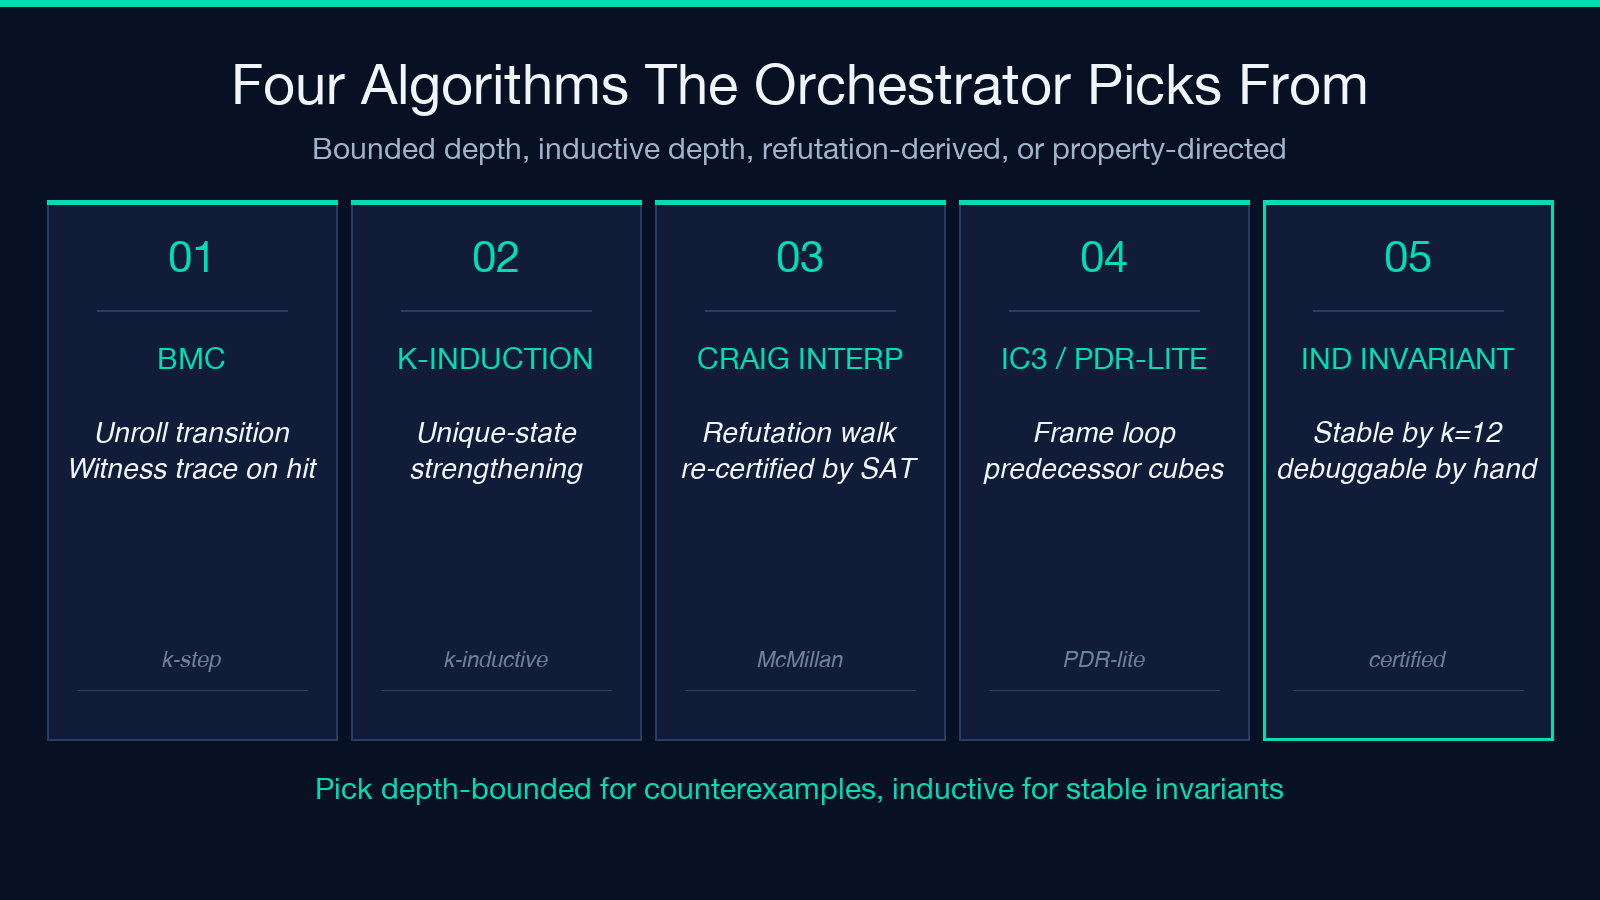 Four Algorithms The Orchestrator Picks From
Bounded depth, inductive depth, refutation-derived, or property-directed
01
BMC
Unroll transition
Witness trace on hit
k-step
02
K-INDUCTION
Unique-state
strengthening
k-inductive
03
CRAIG INTERP
Refutation walk
re-certified by SAT
McMillan
04
IC3 / PDR-LITE
Frame loop
predecessor cubes
PDR-lite
05
IND INVARIANT
Stable by k=12
debuggable by hand
certified
Pick depth-bounded for counterexamples, inductive for stable invariants